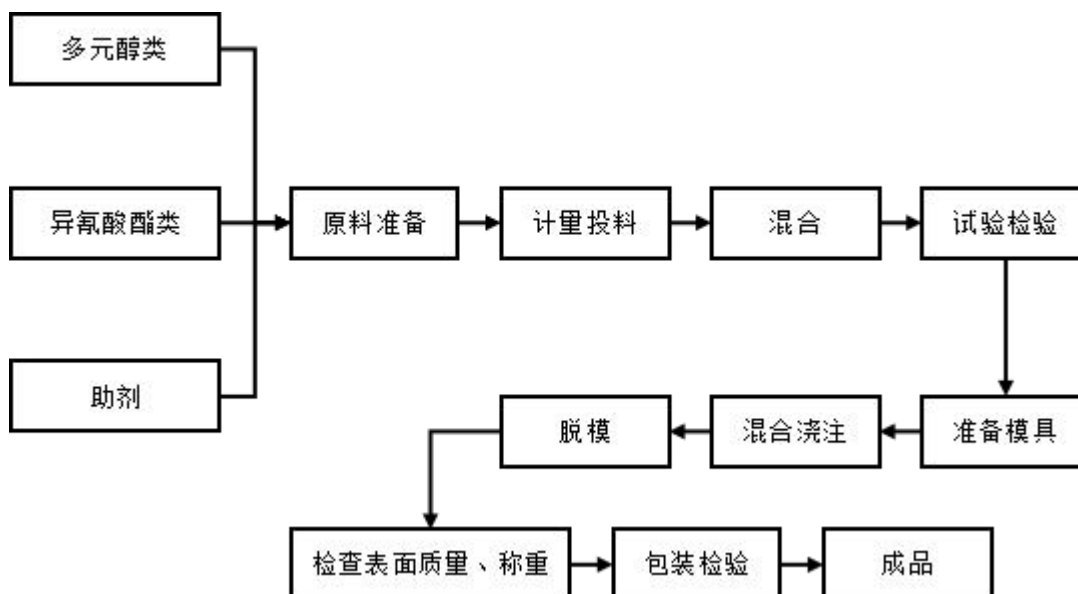 多元醇类
异氰酸酯类
助剂
原料准备
计量投料
混合
试验检验
准备模具
混合浇注
脱模
检查表面质量、称重
包装检验
成品